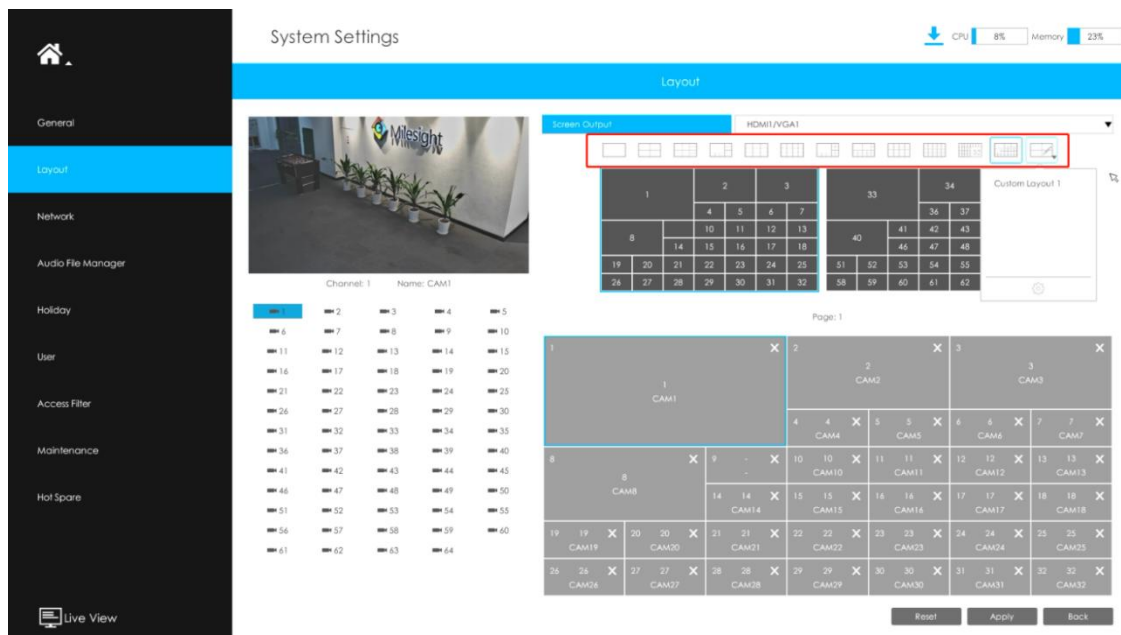 System Settings
CPU 8% Memory 23%
Layout
General
Layout
Network
Audio File Manager
Holiday
User
Access Filter
Maintenance
Hot Spare
Live View
Milesight
Channel: 1 Name: CAM1
1 2 3 4 5
6 7 8 9 10
11 12 13 14 15
16 17 18 19 20
21 22 23 24 25
26 27 28 29 30
31 32 33 34 35
36 37 38 39 40
41 42 43 44 45
46 47 48 49 50
51 52 53 54 55
56 57 58 59 60
61 62 63 64
Screen Output HDMI1/VGA1
1 2 3
4 5 6 7
8 10 11 12 13
14 15 16 17 18
19 20 21 22 23 24 25
26 27 28 29 30 31 32
33 34
36 37
40 41 42 43
46 47 48
51 52 53 54 55
58 59 60 61 62
Custom Layout 1
Page: 1
1 1 CAM1
2 2 CAM2
3 3 CAM3
4 4 CAM4
5 5 CAM5
6 6 CAM6
7 7 CAM7
8 8 CAM8
9 - -
10 10 CAM10
11 11 CAM11
12 12 CAM12
13 13 CAM13
14 14 CAM14
15 15 CAM15
16 16 CAM16
17 17 CAM17
18 18 CAM18
19 19 CAM19
20 20 CAM20
21 21 CAM21
22 22 CAM22
23 23 CAM23
24 24 CAM24
25 25 CAM25
26 26 CAM26
27 27 CAM27
28 28 CAM28
29 29 CAM29
30 30 CAM30
31 31 CAM31
32 32 CAM32
Reset Apply Back